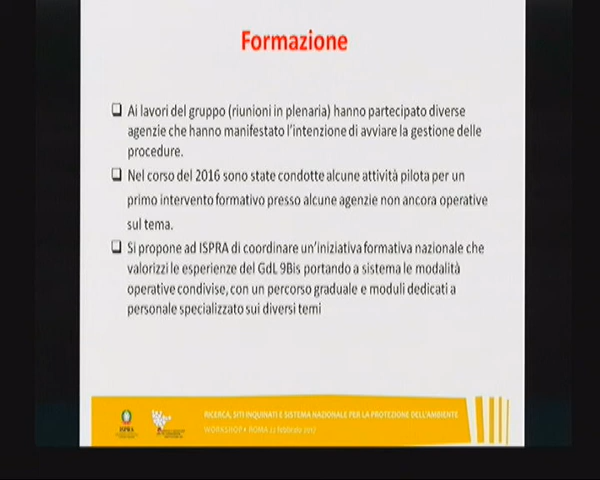 Formazione
❑ Ai lavori del gruppo (riunioni in plenaria) hanno partecipato diverse
agenzie che hanno manifestato l'intenzione di avviare la gestione delle
procedure.
❑ Nel corso del 2016 sono state condotte alcune attività pilota per un
primo intervento formativo presso alcune agenzie non ancora operative
sul tema.
❑ Si propone ad ISPRA di coordinare un'iniziativa formativa nazionale che
valorizzi le esperienze del GdL 9Bis portando a sistema le modalità
operative condivise, con un percorso graduale e moduli dedicati a
personale specializzato sui diversi temi
RICERCA, SITI INQUINATI E SISTEMA NAZIONALE PER LA PROTEZIONE DELL'AMBIENTE
WORKSHOP • ROMA 22 febbraio 2017
ISPRA